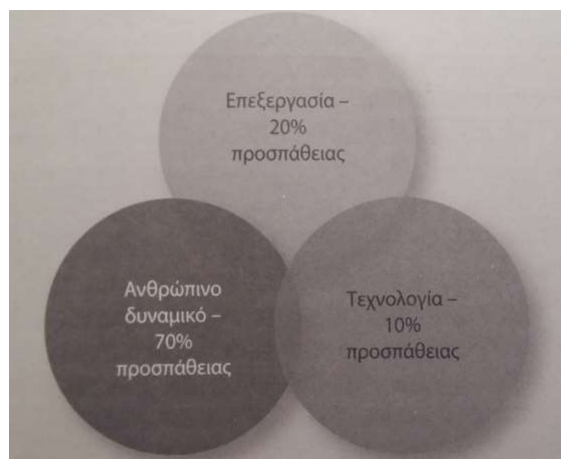 Επεξεργασία –
20%
προσπάθειας
Ανθρώπινο
δυναμικό –
70%
προσπάθειας
Τεχνολογία –
10%
προσπάθειας